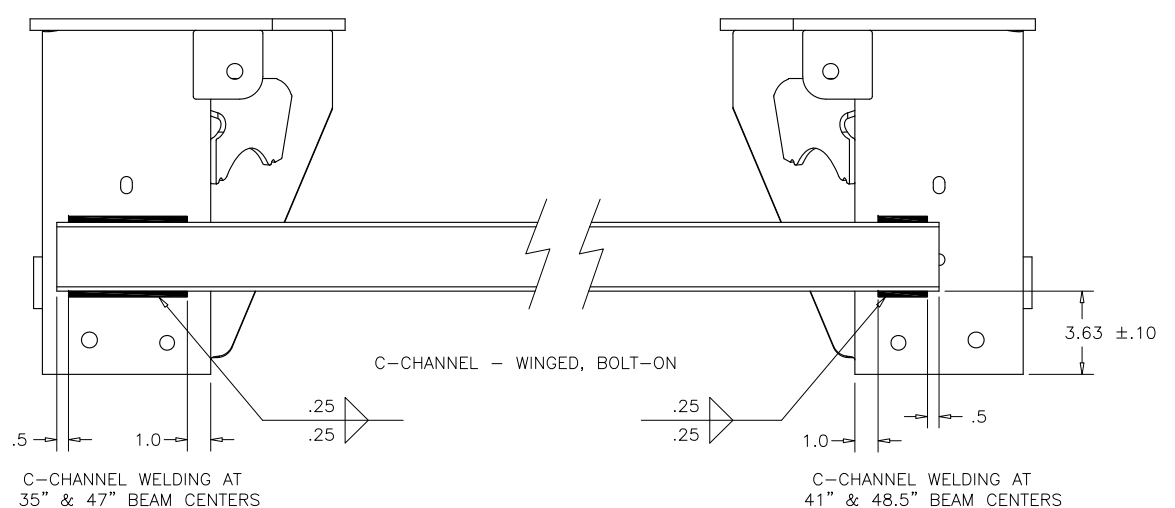 3.63 ±.10
C-CHANNEL - WINGED, BOLT-ON
.25
.25
.25
.25
.5
1.0
1.0
.5
C-CHANNEL WELDING AT
35" & 47" BEAM CENTERS
C-CHANNEL WELDING AT
41" & 48.5" BEAM CENTERS